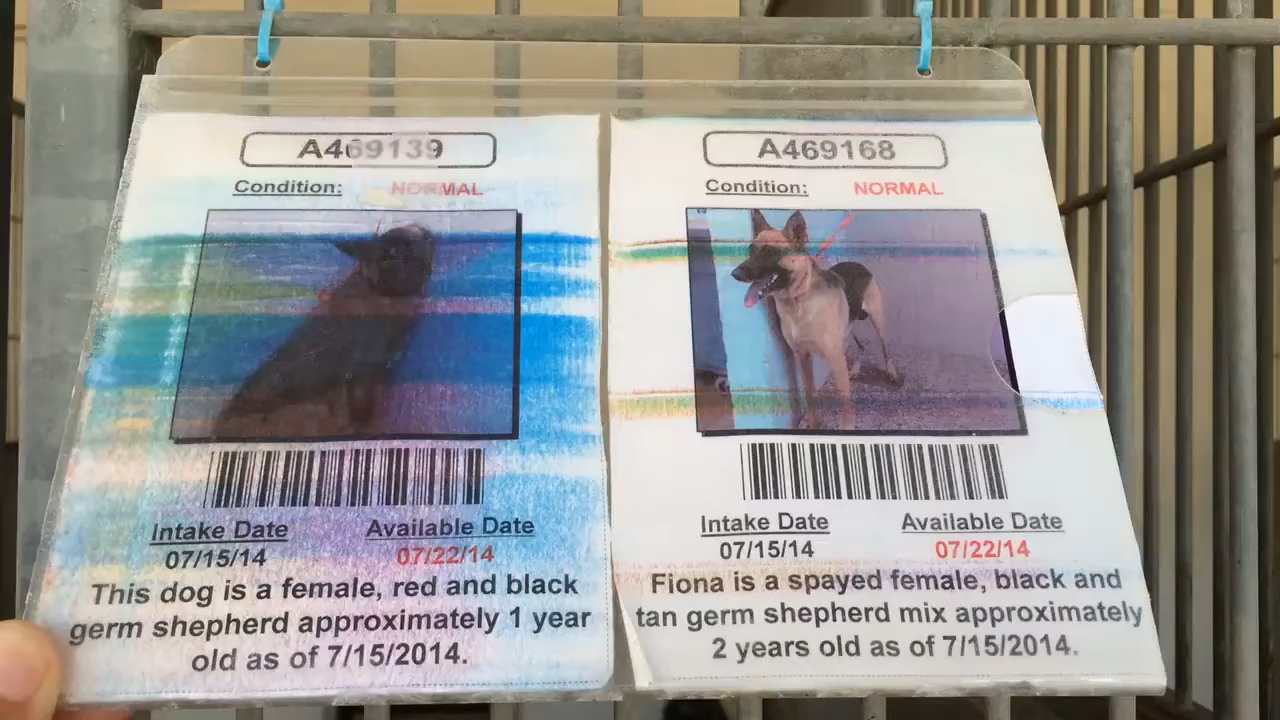 A469139
Condition: NORMAL
Intake Date Available Date
07/15/14 07/22/14
This dog is a female, red and black
germ shepherd approximately 1 year
old as of 7/15/2014.
A469168
Condition: NORMAL
Intake Date Available Date
07/15/14 07/22/14
Fiona is a spayed female, black and
tan germ shepherd mix approximately
2 years old as of 7/15/2014.